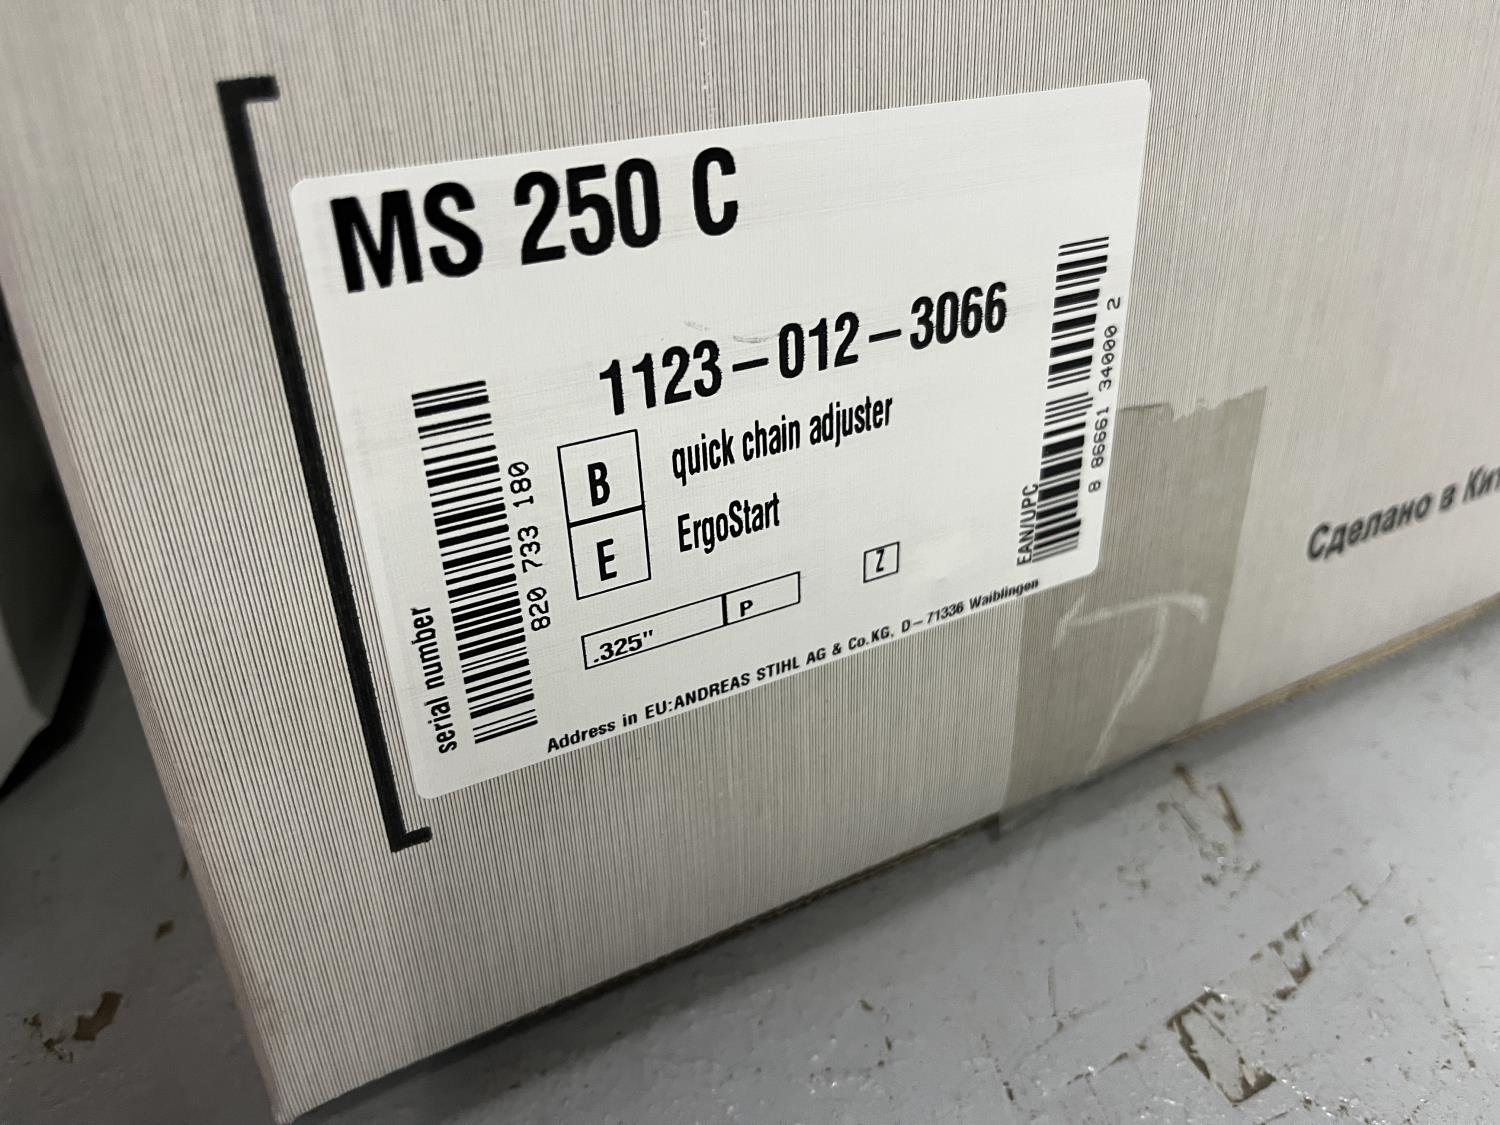 MS 250 C
1123-012-3066
B quick chain adjuster
E ErgoStart
.325" P
Z
serial number
820 733 180
EAN/UPC
8 86661 34000 2
Address in EU:ANDREAS STIHL AG & Co.KG, D-71336 Waiblingen
Сделано в